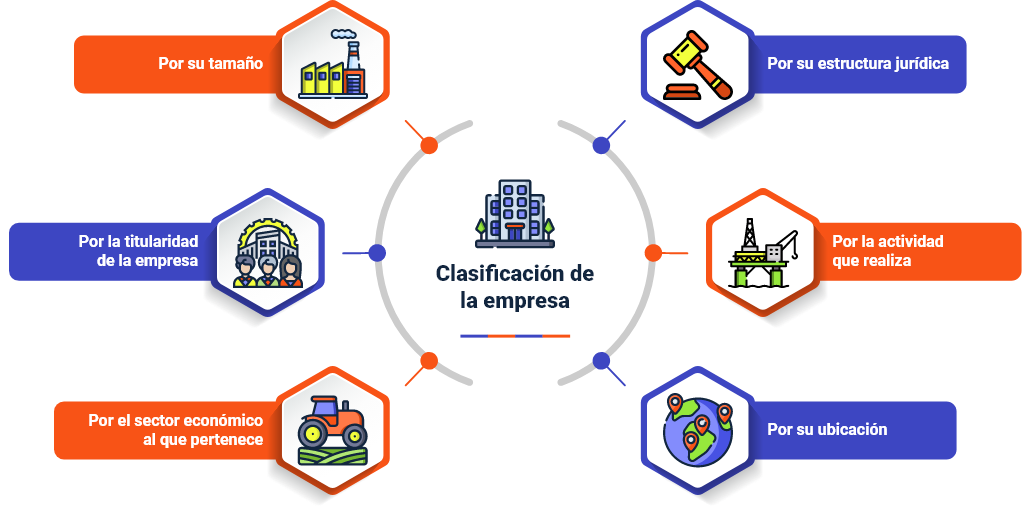 Por su tamaño
Por su estructura jurídica
Por la titularidad
de la empresa
Clasificación de
la empresa
Por la actividad
que realiza
Por el sector económico
al que pertenece
Por su ubicación